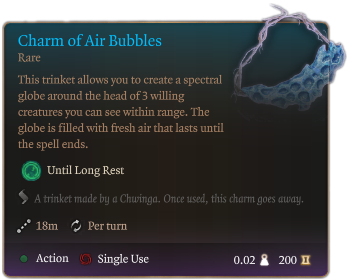 Charm of Air Bubbles
Rare
This trinket allows you to create a spectral
globe around the head of 3 willing
creatures you can see within range. The
globe is filled with fresh air that lasts until
the spell ends.
Until Long Rest
A trinket made by a Chwinga. Once used, this charm goes away.
18m Per turn
Action Single Use 0.02 200